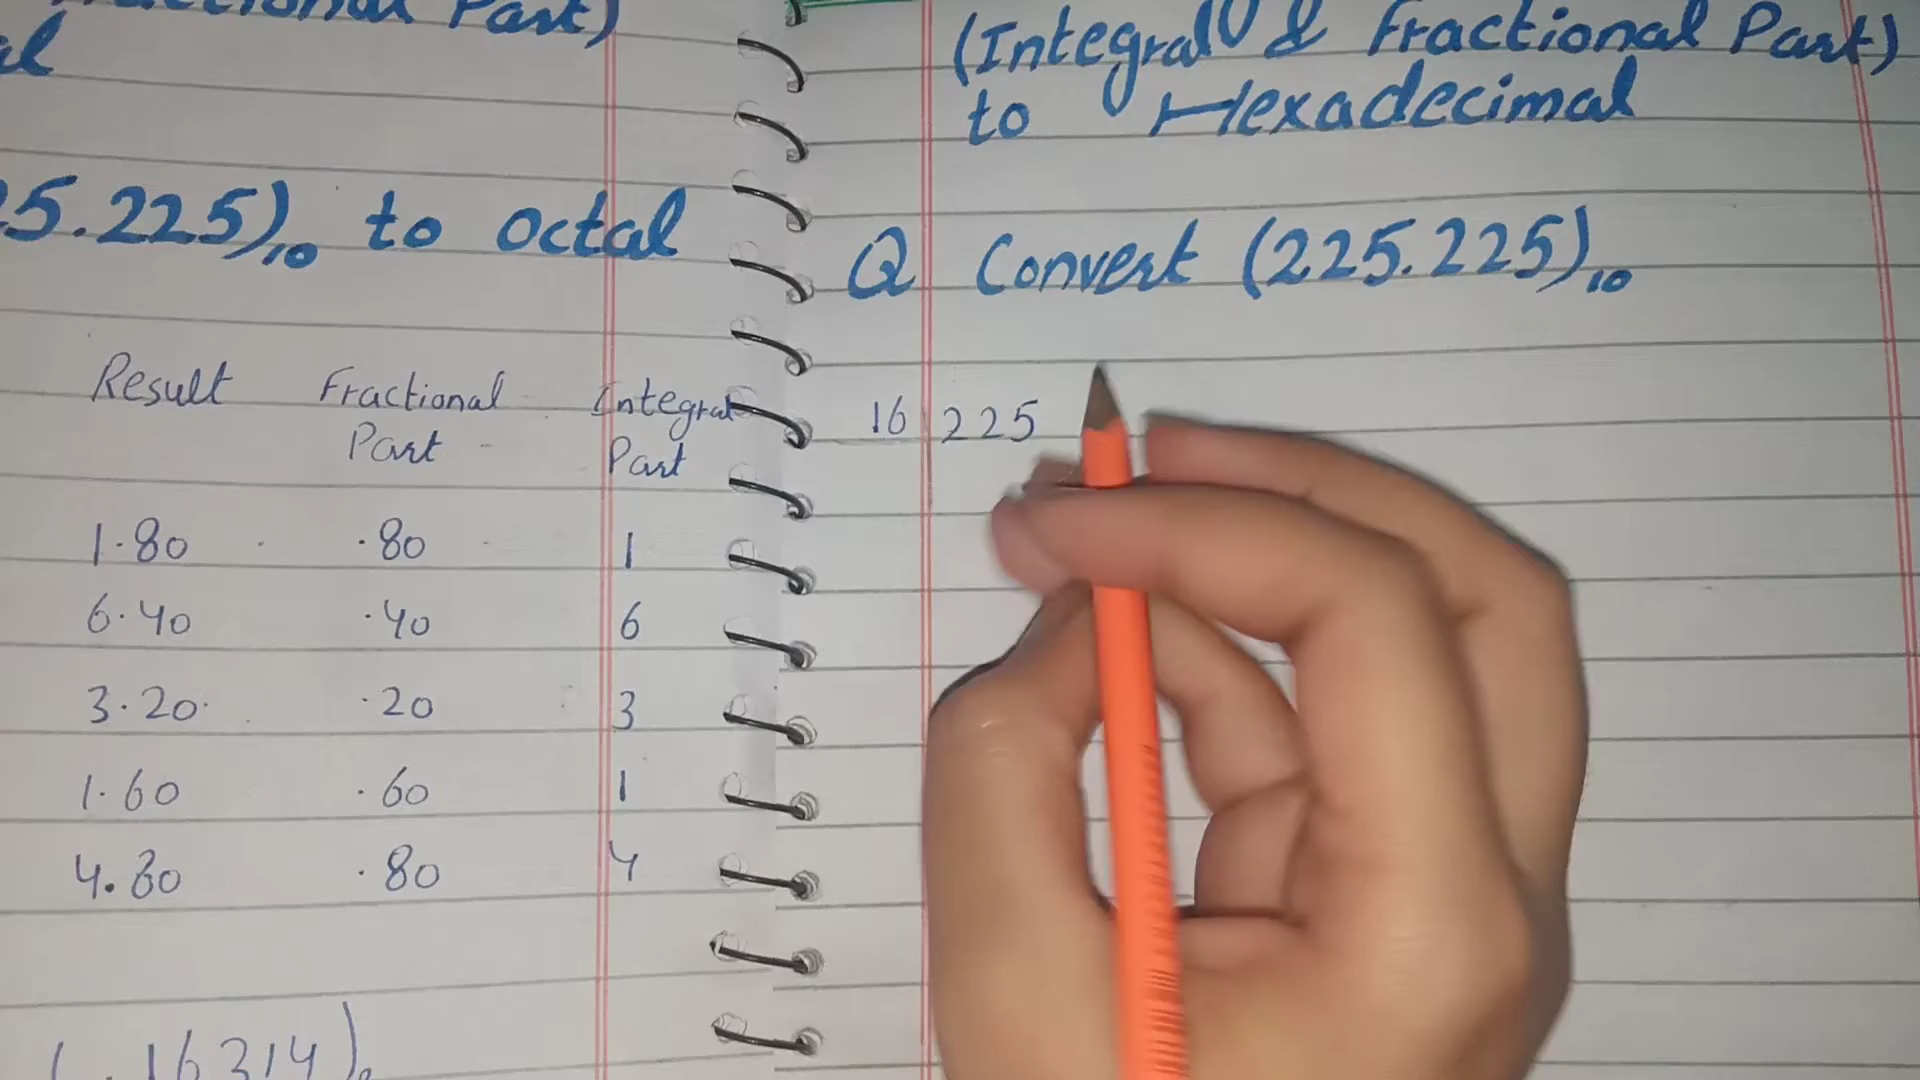 Part)
al
5.225)10 to Octal
Result Fractional Part Integral Part
1.80 .80 1
6.40 .40 6
3.20 .20 3
1.60 .60 1
4.80 .80 4
.16314)8
(Integral & Fractional Part)
to Hexadecimal
Q Convert (225.225)10
16 225